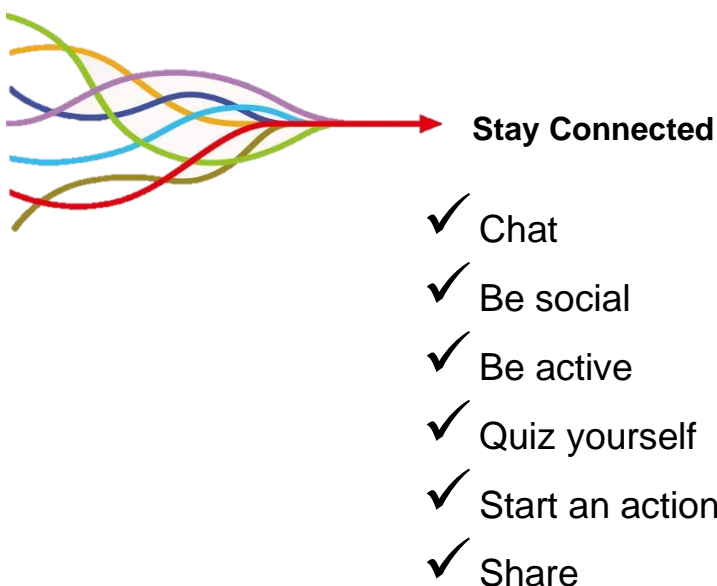 Stay Connected
✓ Chat
✓ Be social
✓ Be active
✓ Quiz yourself
✓ Start an action
✓ Share